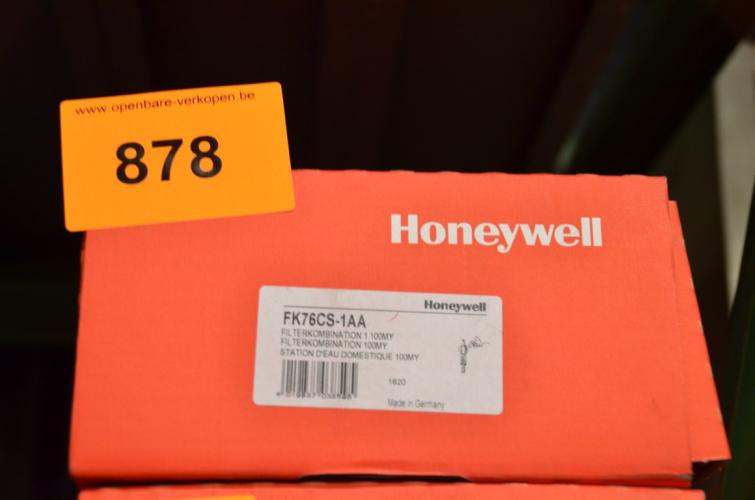 www.openbare-verkopen.be
878
Honeywell
Honeywell
FK76CS-1AA
FILTERKOMBINATION 1 100MY
FILTERKOMBINATION 100MY
STATION D'EAU DOMESTIQUE 100MY
1620
Made in Germany